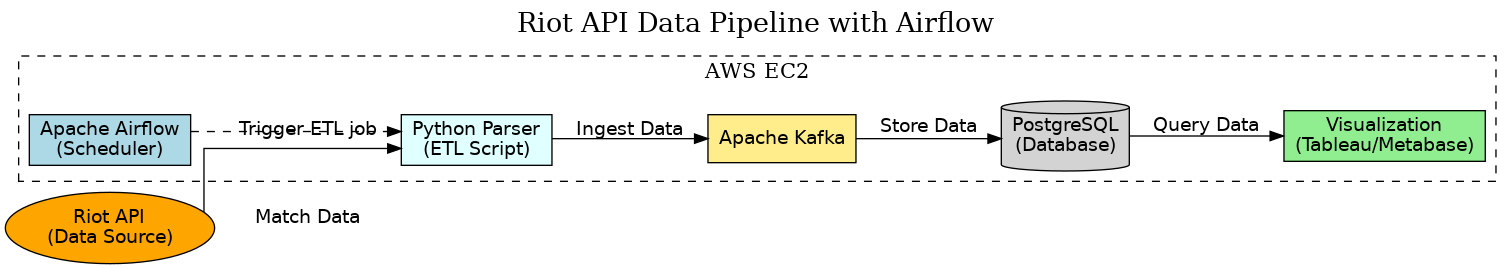 Riot API Data Pipeline with Airflow
AWS EC2
Apache Airflow
(Scheduler)
Trigger ETL job
Python Parser
(ETL Script)
Ingest Data
Apache Kafka
Store Data
PostgreSQL
(Database)
Query Data
Visualization
(Tableau/Metabase)
Riot API
(Data Source)
Match Data